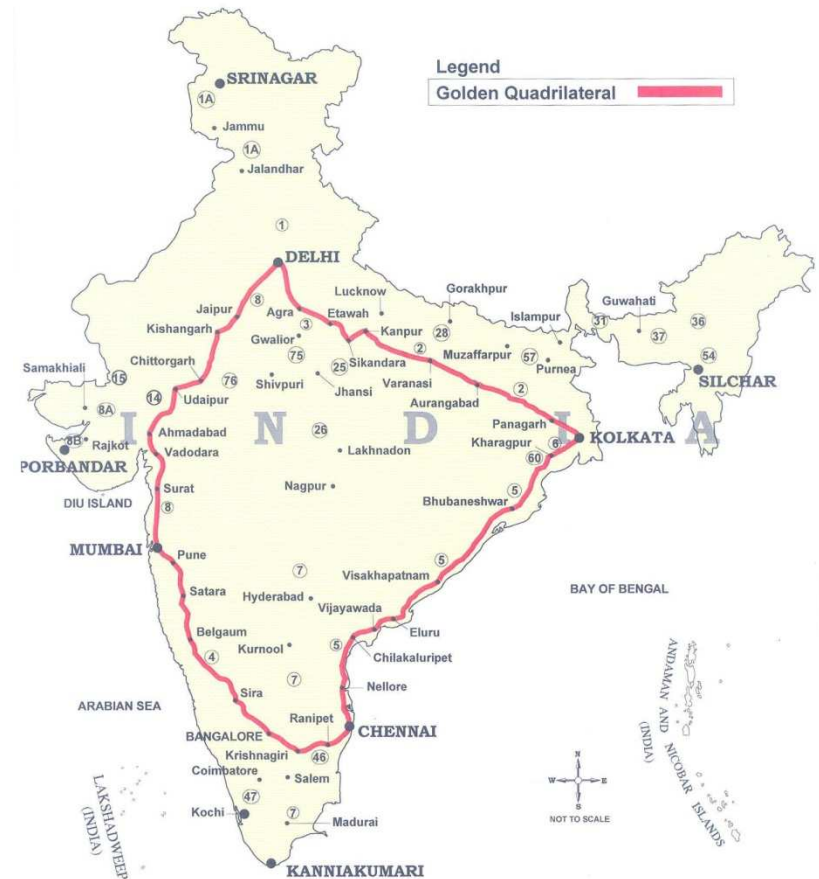 Legend
Golden Quadrilateral
SRINAGAR
1A
Jammu
1A
Jalandhar
1
DELHI
Lucknow
Gorakhpur
Islampur
Guwahati
31
37
36
54
SILCHAR
8
Jaipur
Agra
3
Etawah
Kanpur
28
Kishangarh
Gwalior
75
25
Sikandara
2
Muzaffarpur
57
Purnea
Samakhiali
Chittorgarh
15
14
76
Shivpuri
Jhansi
Varanasi
Aurangabad
2
8A
Udaipur
Panagarh
I N D I A
8B
Rajkot
Ahmadabad
26
Kharagpur
6
KOLKATA
PORBANDAR
Vadodara
Lakhnadon
60
DIU ISLAND
Surat
Nagpur
5
8
Bhubaneshwar
MUMBAI
Pune
7
5
Visakhapatnam
BAY OF BENGAL
Satara
Hyderabad
Vijayawada
Eluru
Belgaum
Kurnool
5
Chilakaluripet
4
7
Nellore
ARABIAN SEA
Sira
Ranipet
CHENNAI
BANGALORE
Krishnagiri
46
Coimbatore
Salem
47
Kochi
7
Madurai
KANNIAKUMARI
LAKSHADWEEP
(INDIA)
ANDAMAN AND NICOBAR ISLANDS
(INDIA)
N
W
E
S
NOT TO SCALE